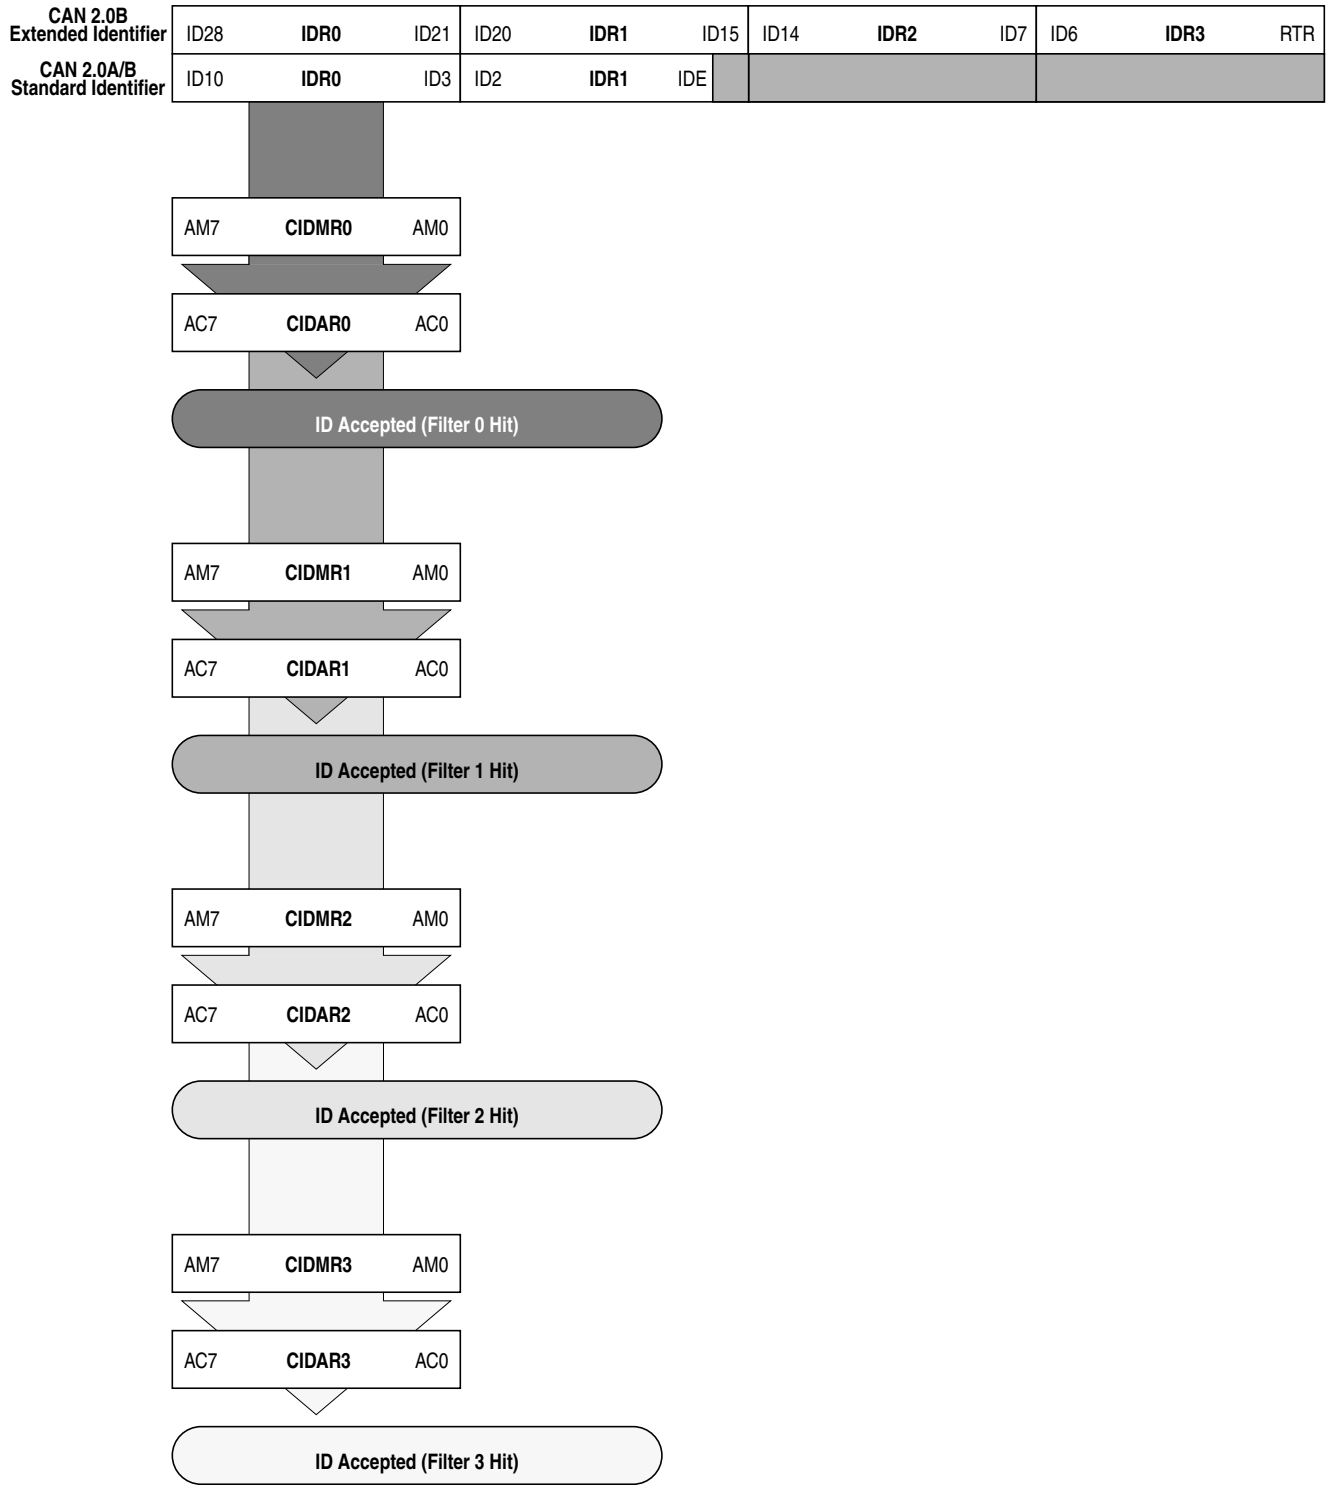 CAN 2.0B
Extended Identifier
ID28 IDR0 ID21 ID20 IDR1 ID15 ID14 IDR2 ID7 ID6 IDR3 RTR
CAN 2.0A/B
Standard Identifier
ID10 IDR0 ID3 ID2 IDR1 IDE
AM7 CIDMR0 AM0
AC7 CIDAR0 AC0
ID Accepted (Filter 0 Hit)
AM7 CIDMR1 AM0
AC7 CIDAR1 AC0
ID Accepted (Filter 1 Hit)
AM7 CIDMR2 AM0
AC7 CIDAR2 AC0
ID Accepted (Filter 2 Hit)
AM7 CIDMR3 AM0
AC7 CIDAR3 AC0
ID Accepted (Filter 3 Hit)